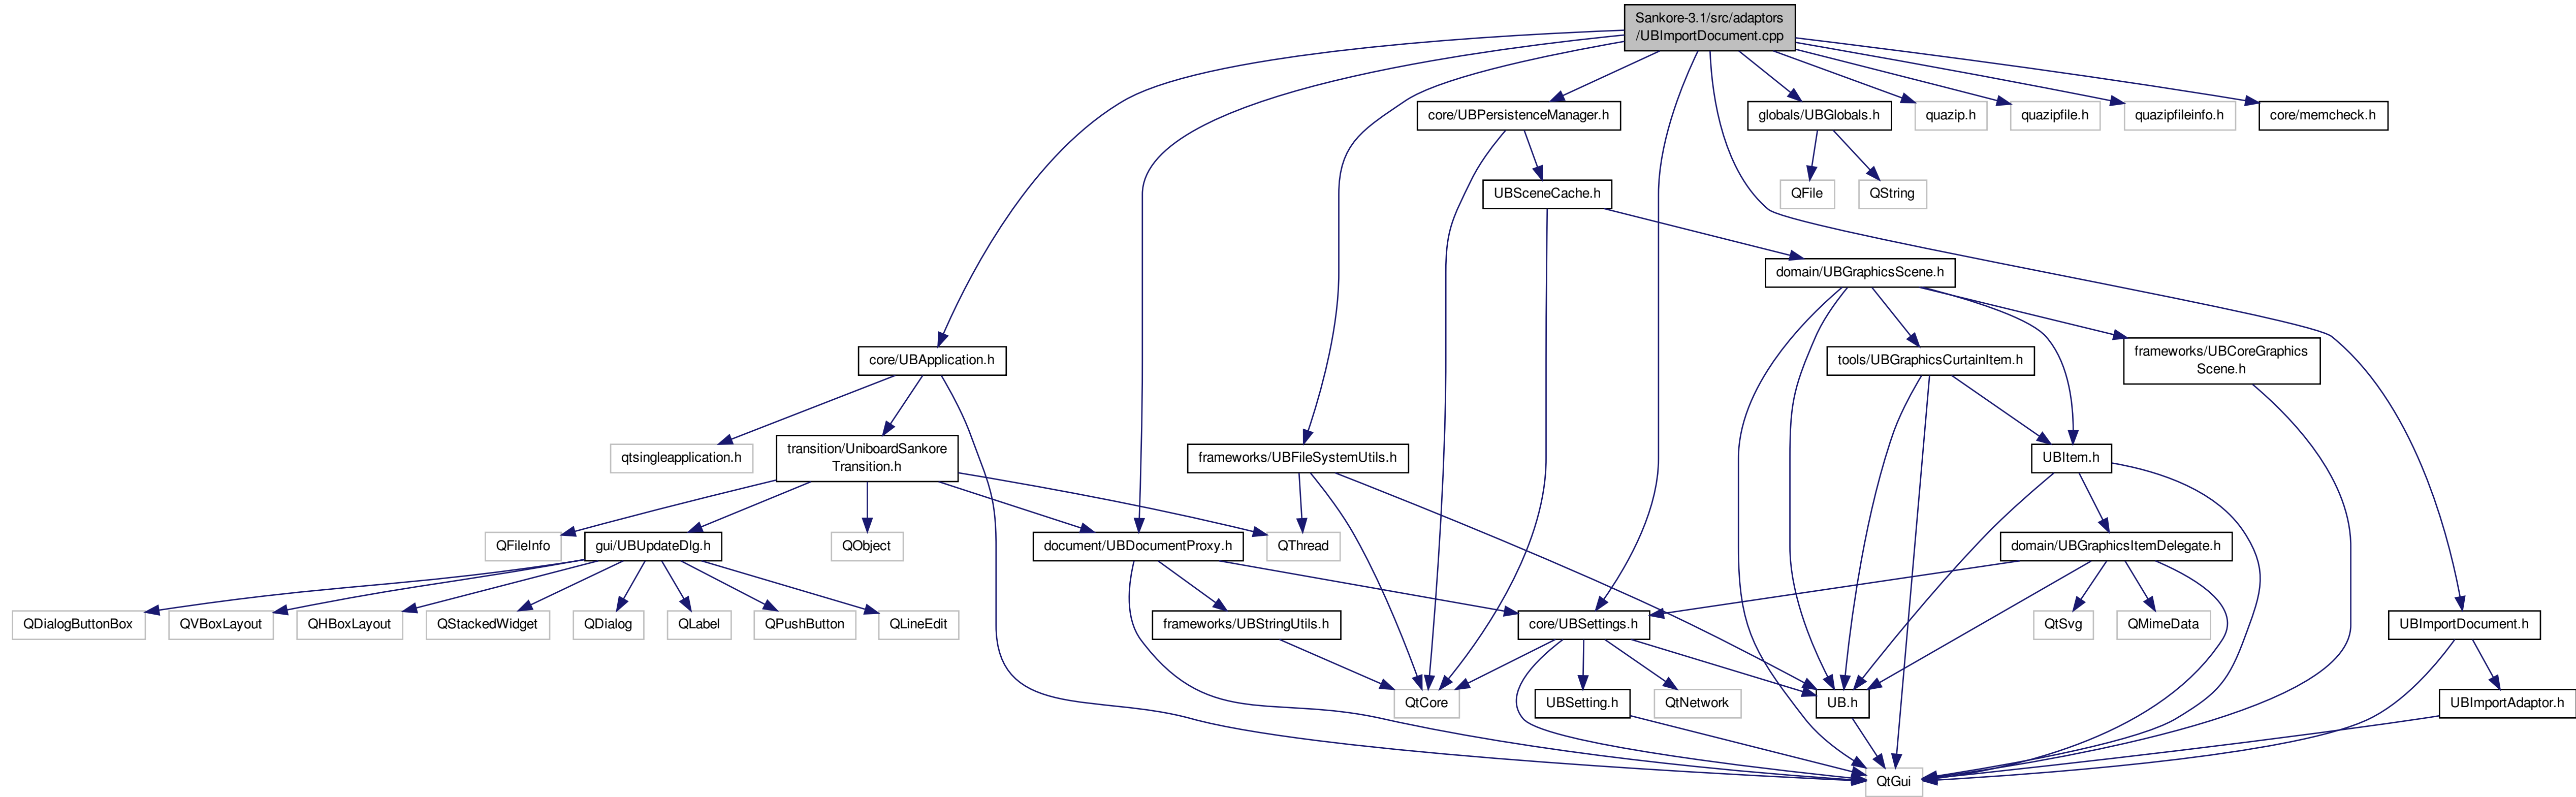 Sankore-3.1/src/adaptors
/UBImportDocument.cpp
core/UBPersistenceManager.h
globals/UBGlobals.h
quazip.h
quazipfile.h
quazipfileinfo.h
core/memcheck.h
UBSceneCache.h
QFile
QString
domain/UBGraphicsScene.h
core/UBApplication.h
tools/UBGraphicsCurtainItem.h
frameworks/UBCoreGraphics
Scene.h
qtsingleapplication.h
transition/UniboardSankore
Transition.h
frameworks/UBFileSystemUtils.h
UBItem.h
QFileInfo
gui/UBUpdateDlg.h
QObject
document/UBDocumentProxy.h
QThread
domain/UBGraphicsItemDelegate.h
QDialogButtonBox
QVBoxLayout
QHBoxLayout
QStackedWidget
QDialog
QLabel
QPushButton
QLineEdit
frameworks/UBStringUtils.h
core/UBSettings.h
QtSvg
QMimeData
UBImportDocument.h
QtCore
UBSetting.h
QtNetwork
UB.h
UBImportAdaptor.h
QtGui